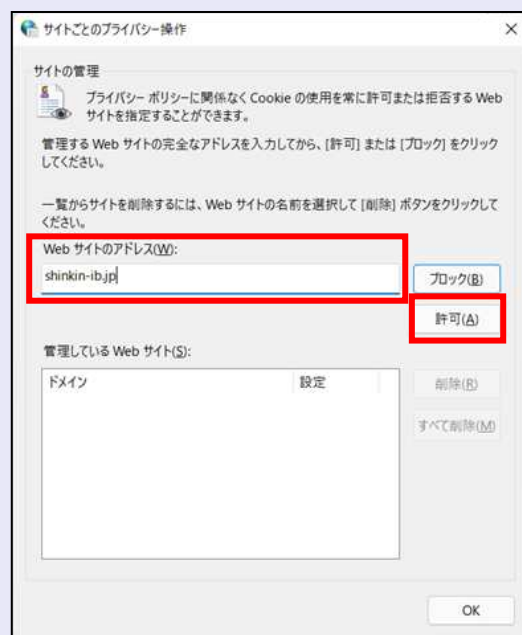 サイトごとのプライバシー操作
サイトの管理
プライバシー ポリシーに関係なく Cookie の使用を常に許可または拒否する Web
サイトを指定することができます。
管理する Web サイトの完全なアドレスを入力してから、[許可] または [ブロック] をクリック
してください。
一覧からサイトを削除するには、Web サイトの名前を選択して [削除] ボタンをクリックして
ください。
Web サイトのアドレス(W):
shinkin-ib.jp
ブロック(B)
許可(A)
管理している Web サイト(S):
ドメイン 設定
削除(R)
すべて削除(M)
OK